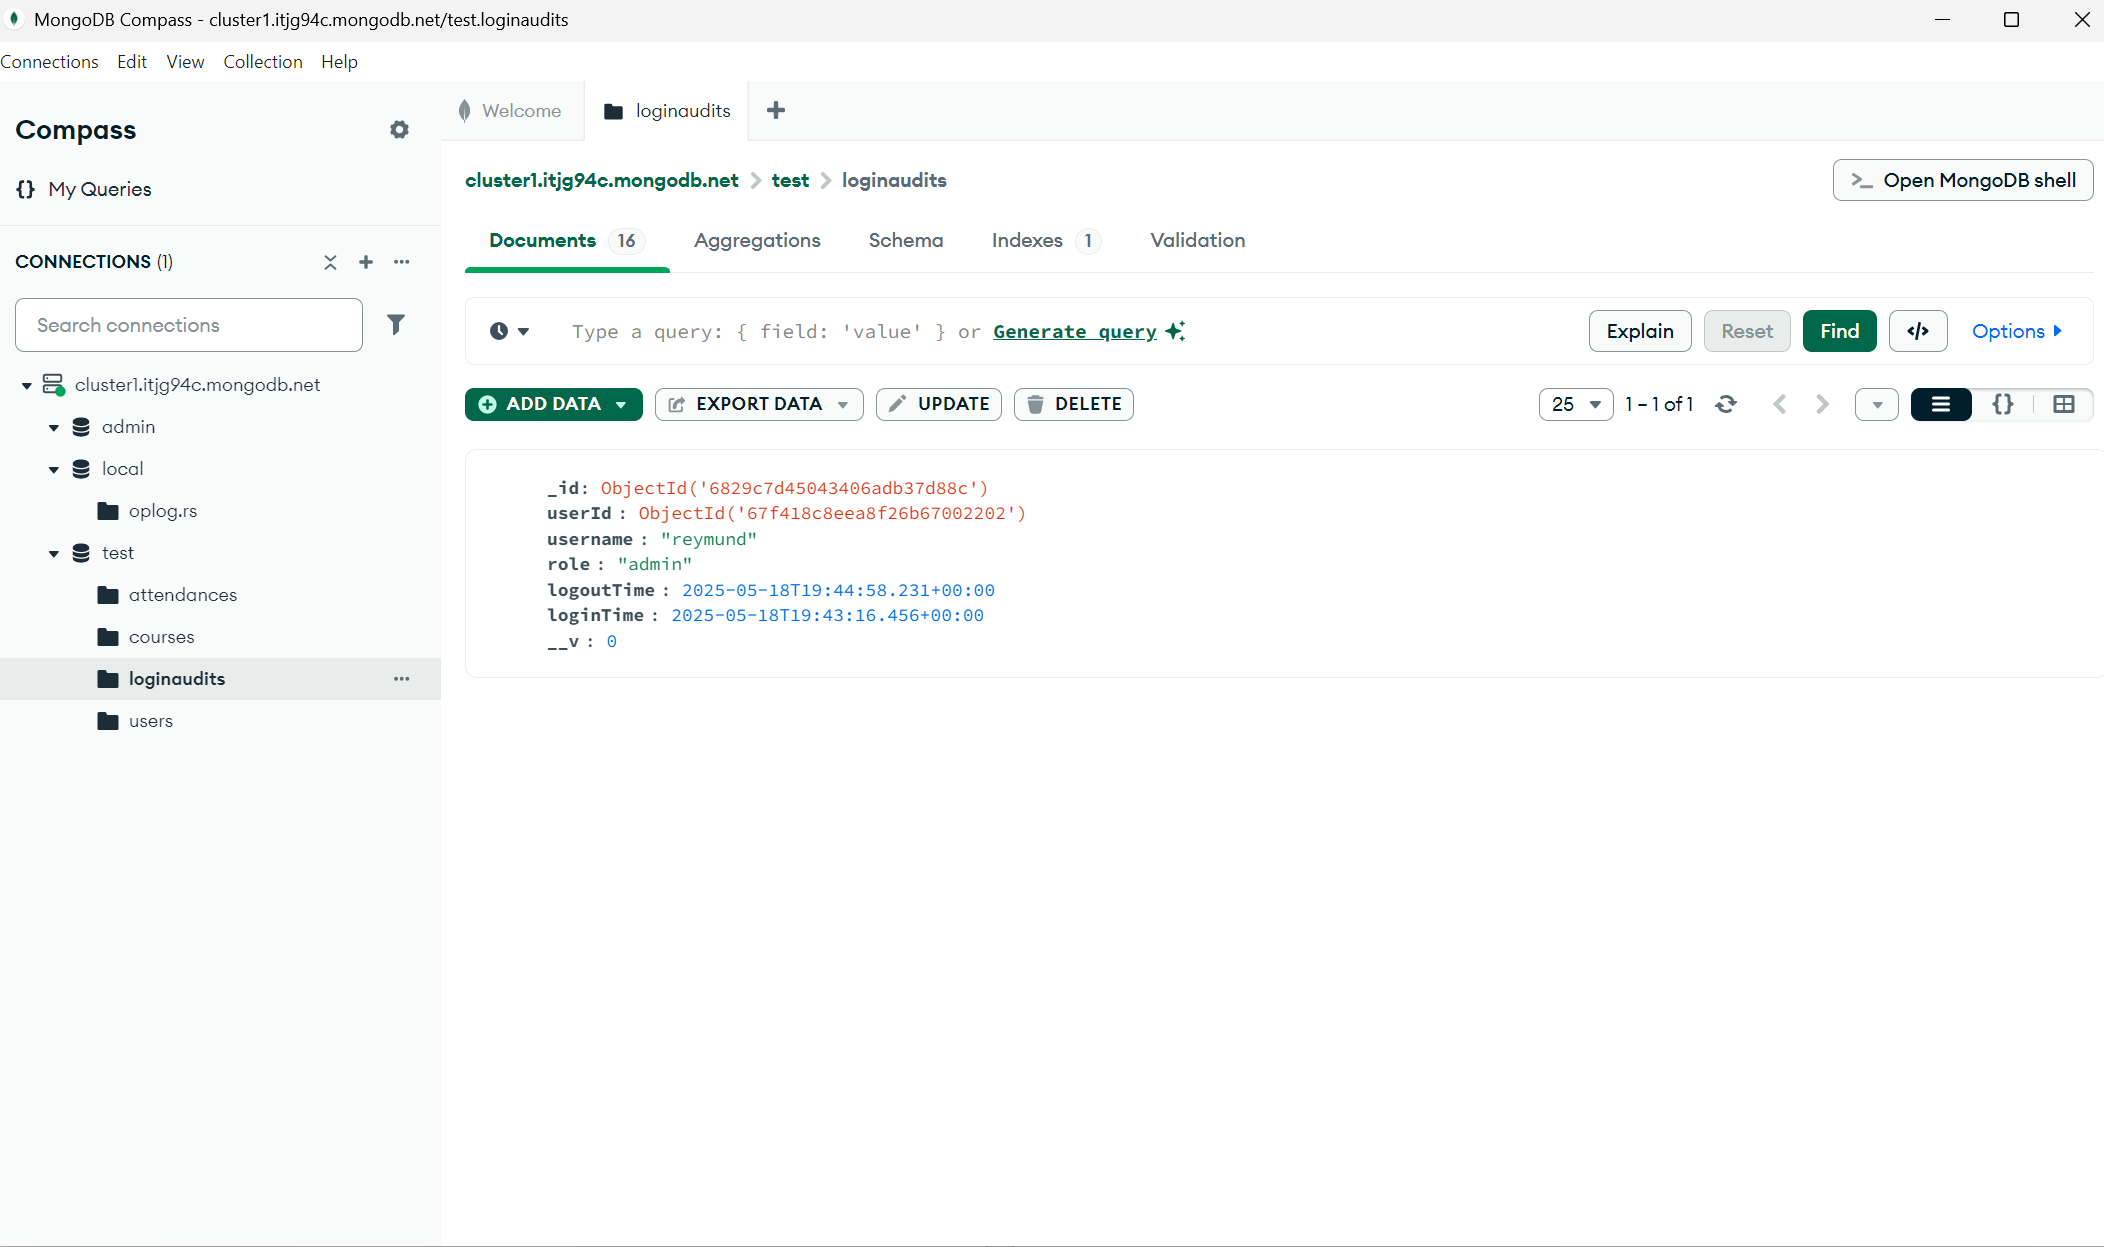 MongoDB Compass - cluster1.itjg94c.mongodb.net/test.loginaudits
Connections Edit View Collection Help
Compass
{} My Queries
CONNECTIONS (1)
Search connections
cluster1.itjg94c.mongodb.net
admin
local
oplog.rs
test
attendances
courses
loginaudits
users
Welcome loginaudits
cluster1.itjg94c.mongodb.net > test > loginaudits
>_ Open MongoDB shell
Documents 16 Aggregations Schema Indexes 1 Validation
Type a query: { field: 'value' } or Generate query
Explain Reset Find </> Options
ADD DATA EXPORT DATA UPDATE DELETE
25 1 – 1 of 1 {}
_id: ObjectId('6829c7d45043406adb37d88c')
userId : ObjectId('67f418c8eea8f26b67002202')
username : "reymund"
role : "admin"
logoutTime : 2025-05-18T19:44:58.231+00:00
loginTime : 2025-05-18T19:43:16.456+00:00
__v : 0